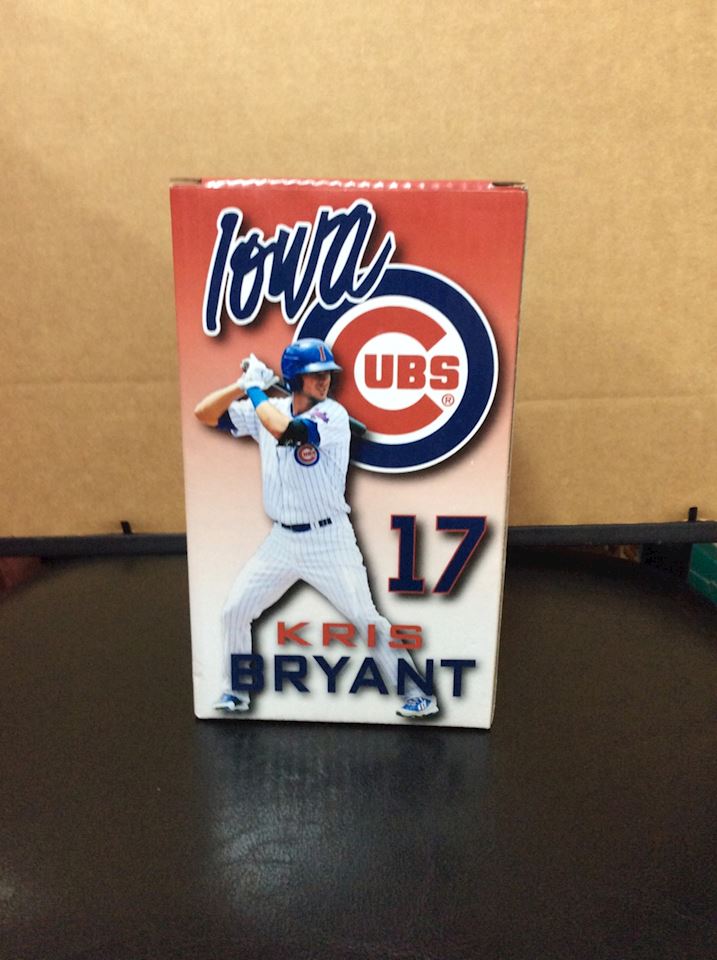 Iowa
CUBS®
17
KRIS
BRYANT